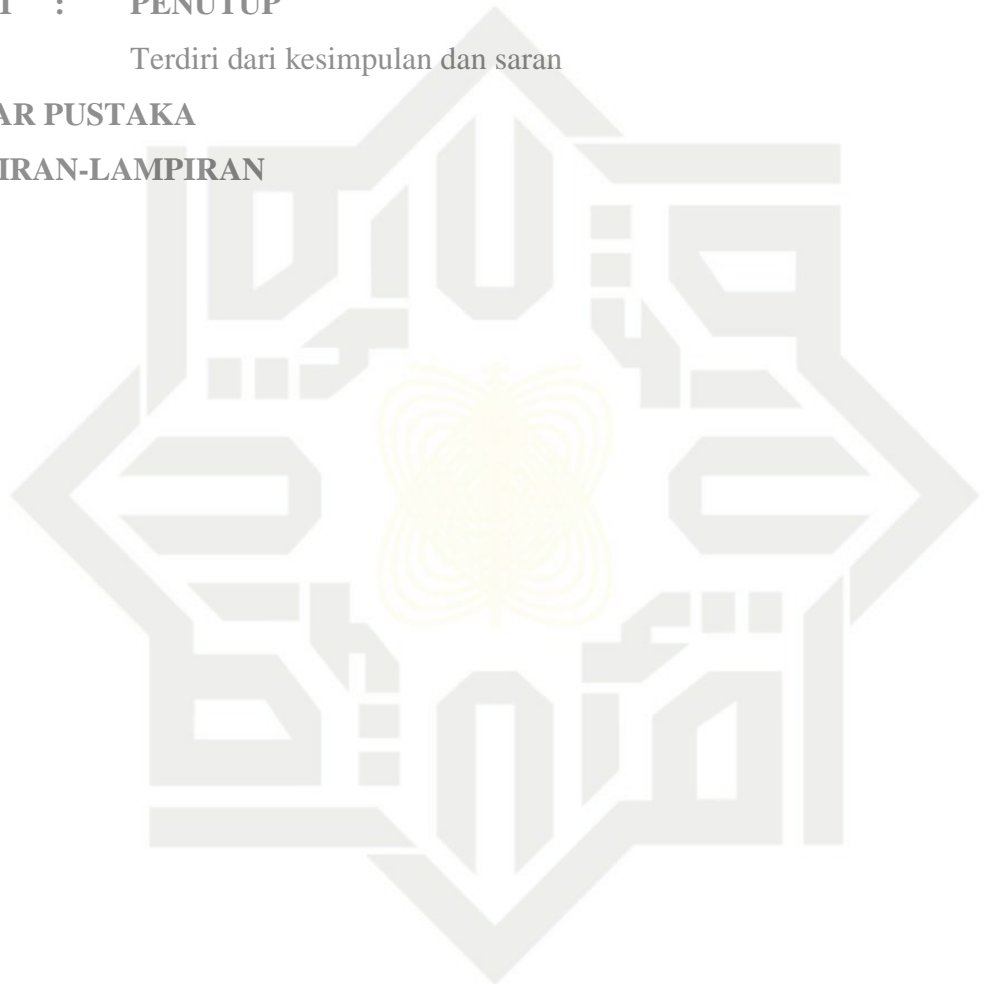 : PENUTUP
Terdiri dari kesimpulan dan saran
AR PUSTAKA
IRAN-LAMPIRAN